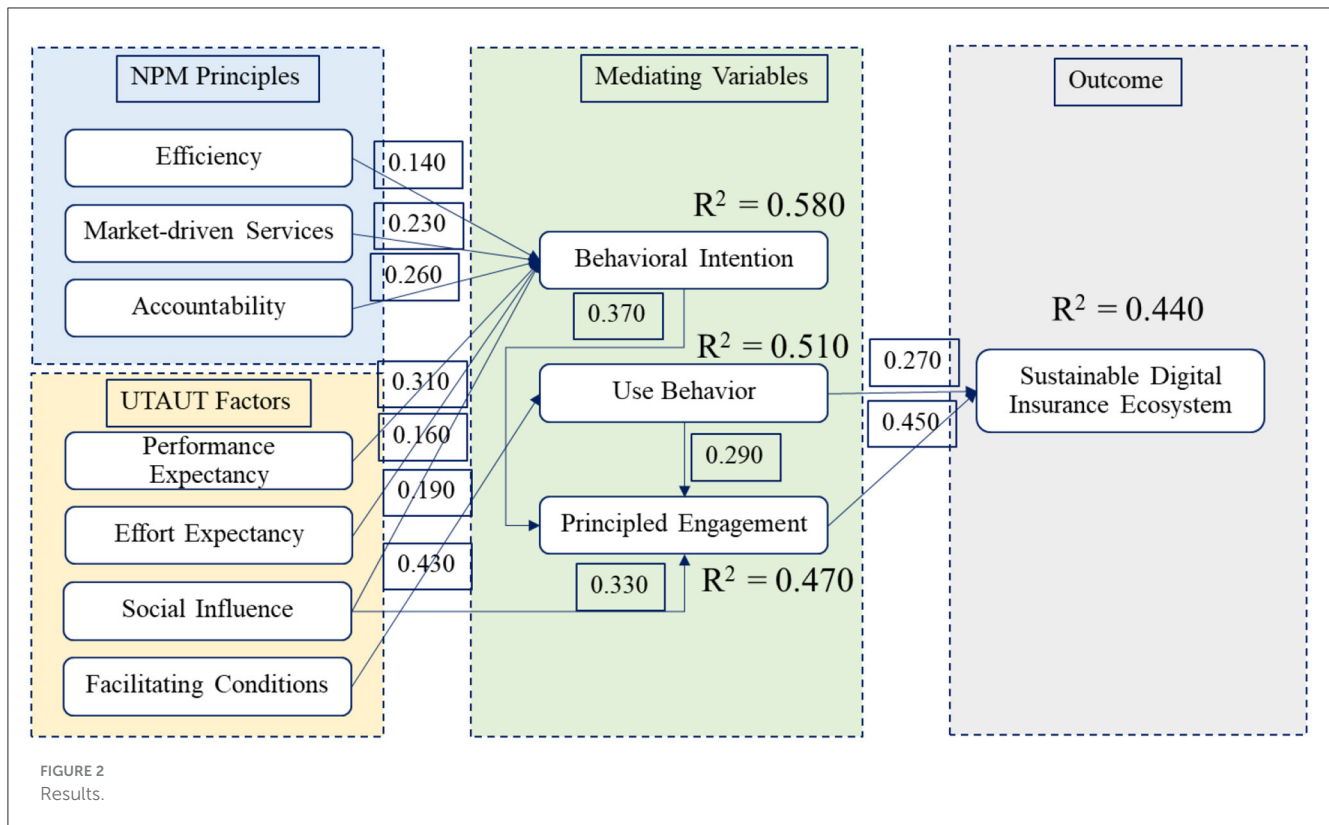 NPM Principles
Efficiency
Market-driven Services
Accountability
UTAUT Factors
Performance
Expectancy
Effort Expectancy
Social Influence
Facilitating Conditions
0.140
0.230
0.260
0.310
0.160
0.190
0.430
Mediating Variables
R² = 0.580
Behavioral Intention
0.370
R² = 0.510
Use Behavior
0.290
Principled Engagement
0.330
R² = 0.470
0.270
0.450
Outcome
R² = 0.440
Sustainable Digital
Insurance Ecosystem
FIGURE 2
Results.